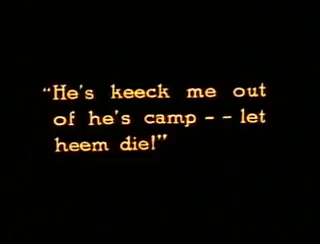 “He's keeck me out
of he's camp -- let
heem die!”